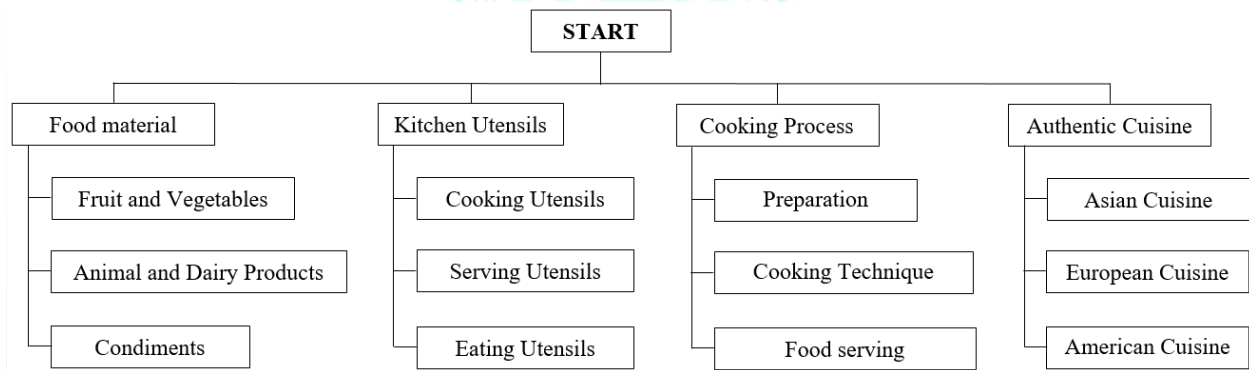 START
Food material
Kitchen Utensils
Cooking Process
Authentic Cuisine
Fruit and Vegetables
Cooking Utensils
Preparation
Asian Cuisine
Animal and Dairy Products
Serving Utensils
Cooking Technique
European Cuisine
Condiments
Eating Utensils
Food serving
American Cuisine